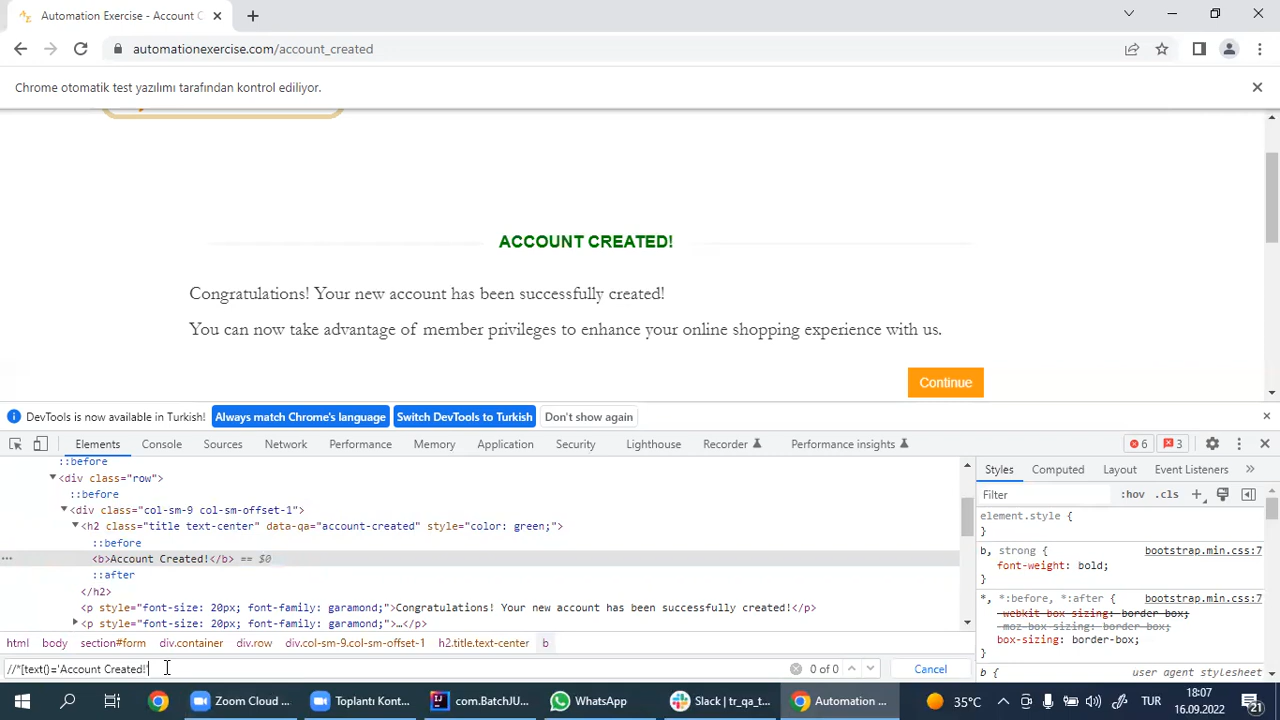 Automation Exercise - Account C
automationexercise.com/account_created
Chrome otomatik test yazılımı tarafından kontrol ediliyor.
ACCOUNT CREATED!
Congratulations! Your new account has been successfully created!
You can now take advantage of member privileges to enhance your online shopping experience with us.
Continue
DevTools is now available in Turkish! Always match Chrome's language Switch DevTools to Turkish Don't show again
Elements Console Sources Network Performance Memory Application Security Lighthouse Recorder Performance insights 6 3
::before
<div class="row">
::before
<div class="col-sm-9 col-sm-offset-1">
<h2 class="title text-center" data-qa="account-created" style="color: green;">
::before
<b>Account Created!</b> == $0
::after
</h2>
<p style="font-size: 20px; font-family: garamond;">Congratulations! Your new account has been successfully created!</p>
<p style="font-size: 20px; font-family: garamond;">…</p>
html body section#form div.container div.row div.col-sm-9.col-sm-offset-1 h2.title.text-center b
//*[text()='Account Created!' 0 of 0 Cancel
Styles Computed Layout Event Listeners
Filter :hov .cls
element.style {
}
b, strong { bootstrap.min.css:7
font-weight: bold;
}
*, *:before, *:after { bootstrap.min.css:7
-webkit-box-sizing: border-box;
-moz-box-sizing: border-box;
box-sizing: border-box;
}
b { user agent stylesheet
Zoom Cloud ... Toplantı Kont... com.BatchJU... WhatsApp Slack | tr_qa_t... Automation ... 35°C TUR 18:07
16.09.2022 21